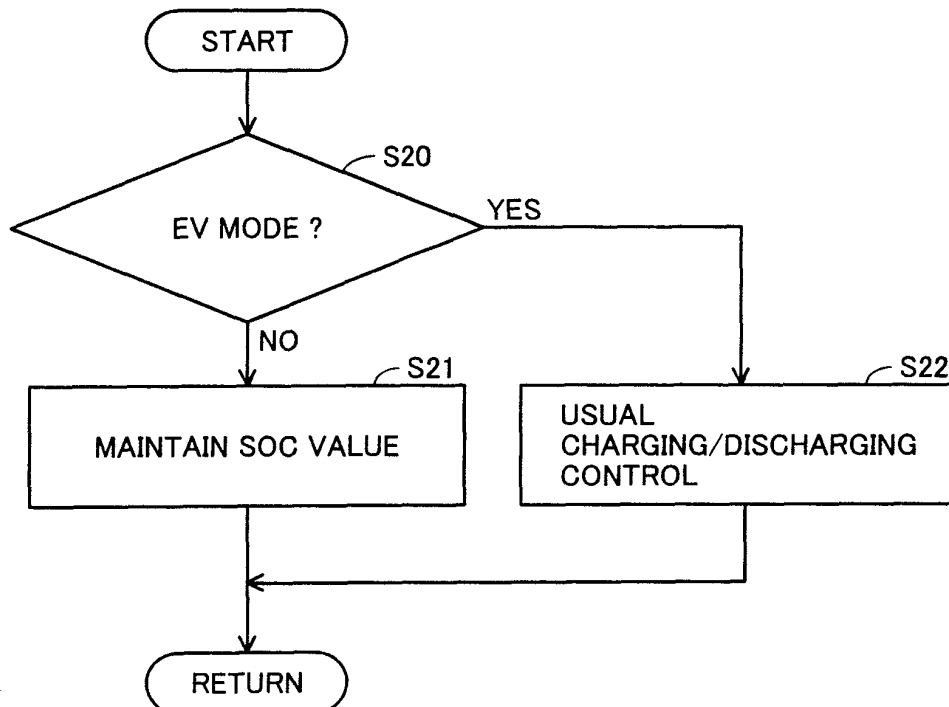 START
S20
EV MODE ?
YES
NO
S21
MAINTAIN SOC VALUE
S22
USUAL
CHARGING/DISCHARGING
CONTROL
RETURN